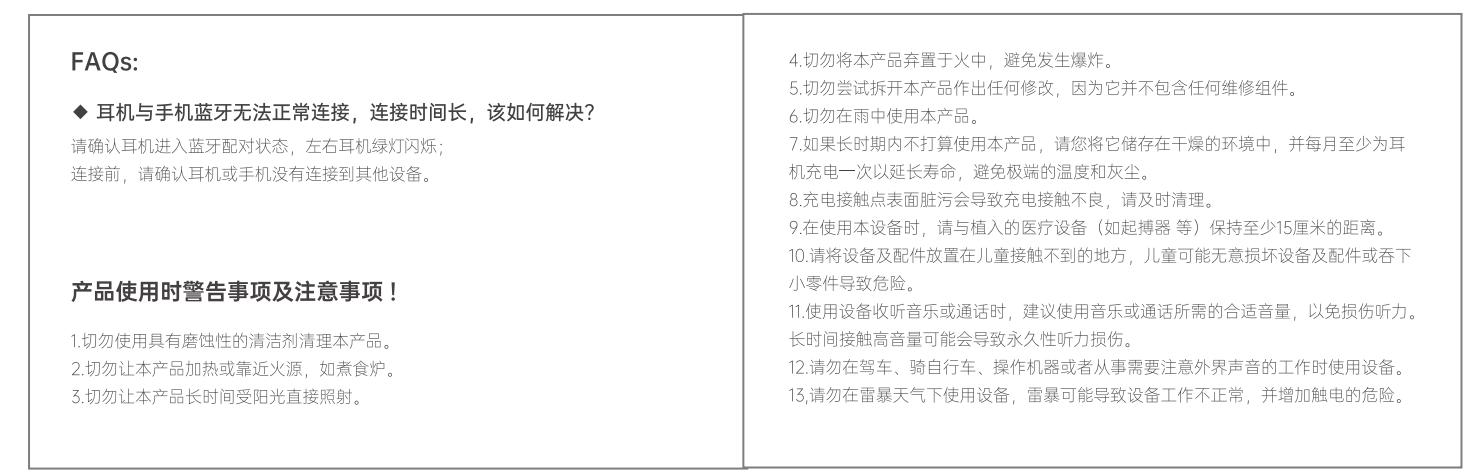 FAQs:
◆ 耳机与手机蓝牙无法正常连接，连接时间长，该如何解决？
请确认耳机进入蓝牙配对状态，左右耳机绿灯闪烁；
连接前，请确认耳机或手机没有连接到其他设备。
产品使用时警告事项及注意事项！
1.切勿使用具有磨蚀性的清洁剂清理本产品。
2.切勿让本产品加热或靠近火源，如煮食炉。
3.切勿让本产品长时间受阳光直接照射。
4.切勿将本产品弃置于火中，避免发生爆炸。
5.切勿尝试拆开本产品作出任何修改，因为它并不包含任何维修组件。
6.切勿在雨中使用本产品。
7.如果长时期内不打算使用本产品，请您将它储存在干燥的环境中，并每月至少为耳
机充电一次以延长寿命，避免极端的温度和灰尘。
8.充电接触点表面脏污会导致充电接触不良，请及时清理。
9.在使用本设备时，请与植入的医疗设备（如起搏器 等）保持至少15厘米的距离。
10.请将设备及配件放置在儿童接触不到的地方，儿童可能无意损坏设备及配件或吞下
小零件导致危险。
11.使用设备收听音乐或通话时，建议使用音乐或通话所需的合适音量，以免损伤听力。
长时间接触高音量可能会导致永久性听力损伤。
12.请勿在驾车、骑自行车、操作机器或者从事需要注意外界声音的工作时使用设备。
13,请勿在雷暴天气下使用设备，雷暴可能导致设备工作不正常，并增加触电的危险。